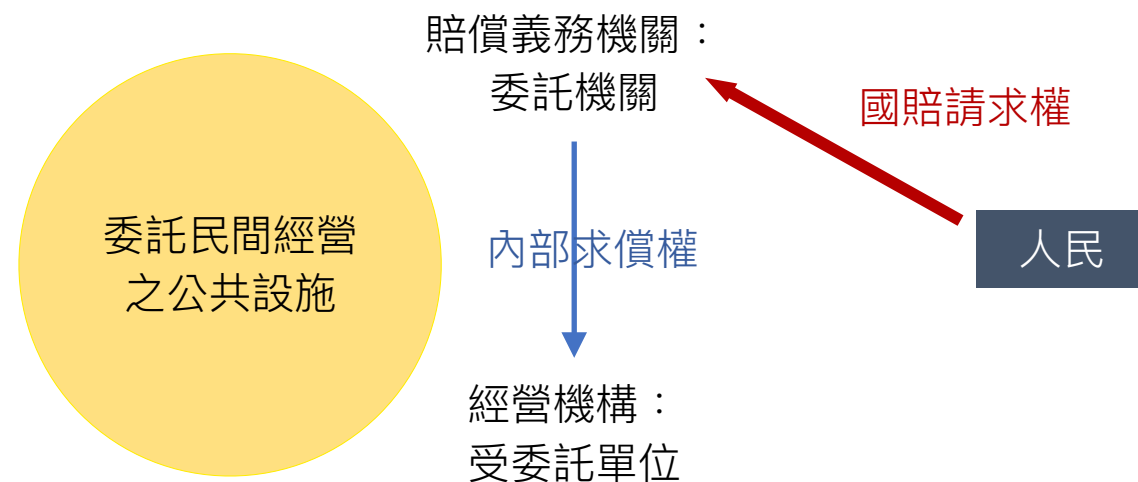 賠償義務機關：
委託機關
國賠請求權
委託民間經營
之公共設施
內部求償權
人民
經營機構：
受委託單位